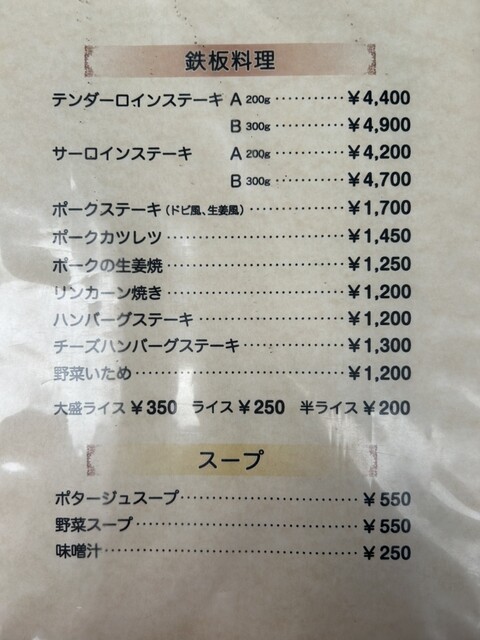 鉄板料理
テンダーロインステーキ A 200g ··········· ¥4,400
B 300g ··········· ¥4,900
サーロインステーキ A 200g ··········· ¥4,200
B 300g ··········· ¥4,700
ポークステーキ（ドビ風、生姜風） ··········· ¥1,700
ポークカツレツ ··········· ¥1,450
ポークの生姜焼 ··········· ¥1,250
リンカーン焼き ··········· ¥1,200
ハンバーグステーキ ··········· ¥1,200
チーズハンバーグステーキ ··········· ¥1,300
野菜いため ··········· ¥1,200
大盛ライス ¥350 ライス ¥250 半ライス ¥200
スープ
ポタージュスープ ··········· ¥550
野菜スープ ··········· ¥550
味噌汁 ··········· ¥250